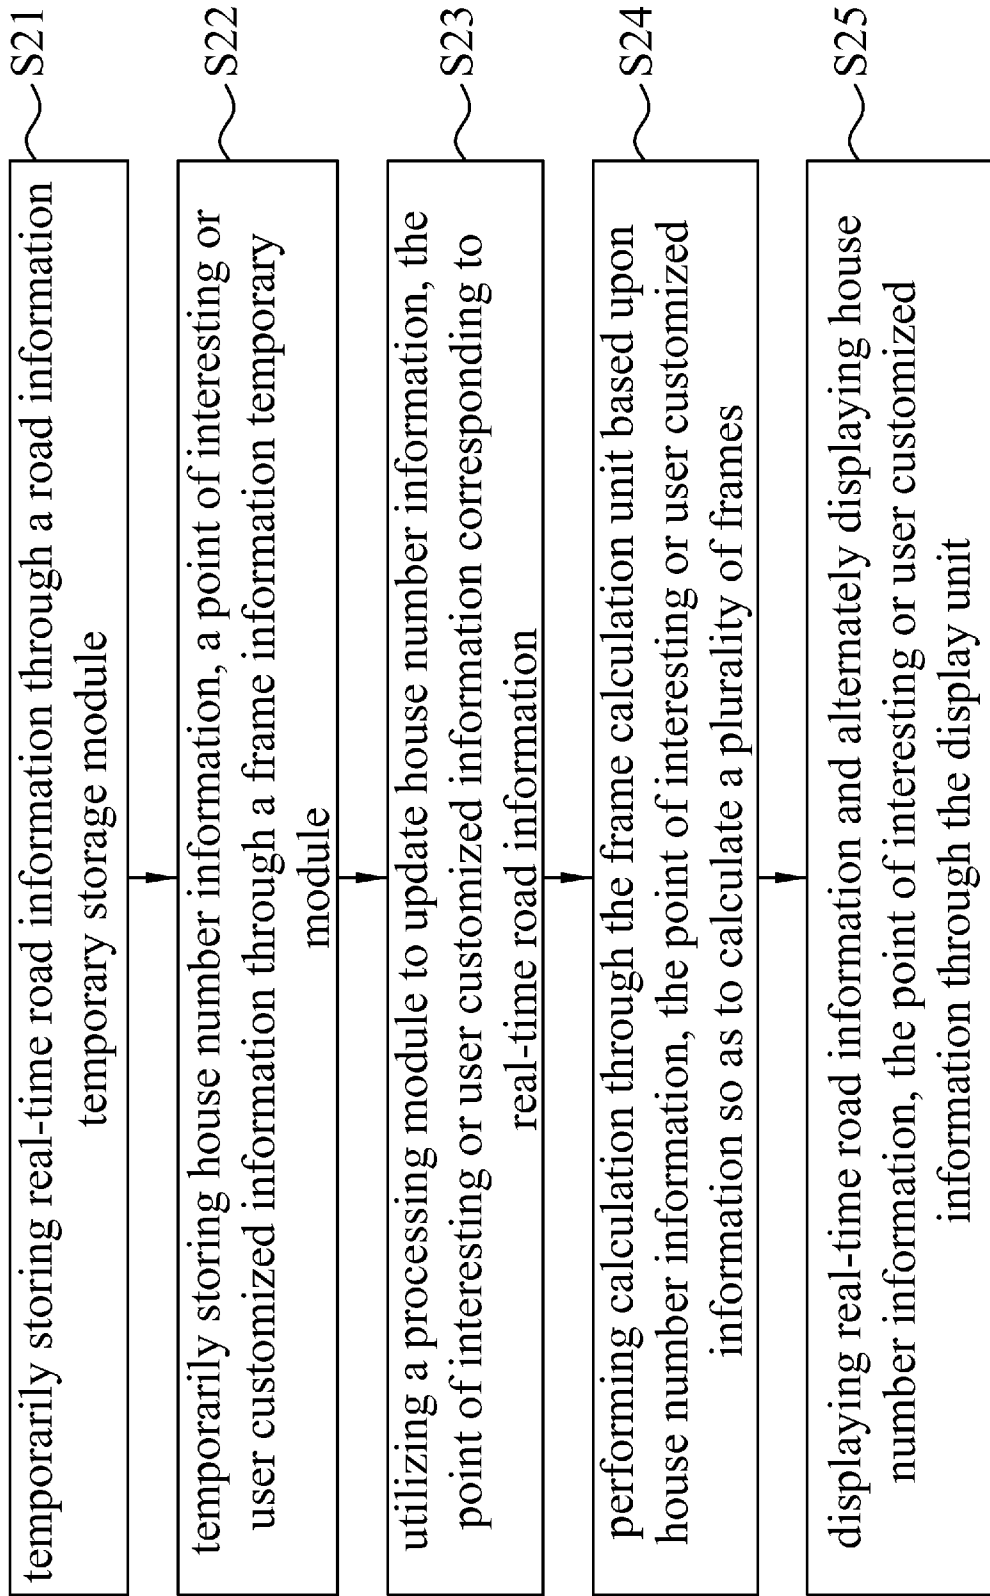 temporarily storing real-time road information through a road information
temporary storage module
S21
temporarily storing house number information, a point of interesting or
user customized information through a frame information temporary
module
S22
utilizing a processing module to update house number information, the
point of interesting or user customized information corresponding to
real-time road information
S23
performing calculation through the frame calculation unit based upon
house number information, the point of interesting or user customized
information so as to calculate a plurality of frames
S24
displaying real-time road information and alternately displaying house
number information, the point of interesting or user customized
information through the display unit
S25